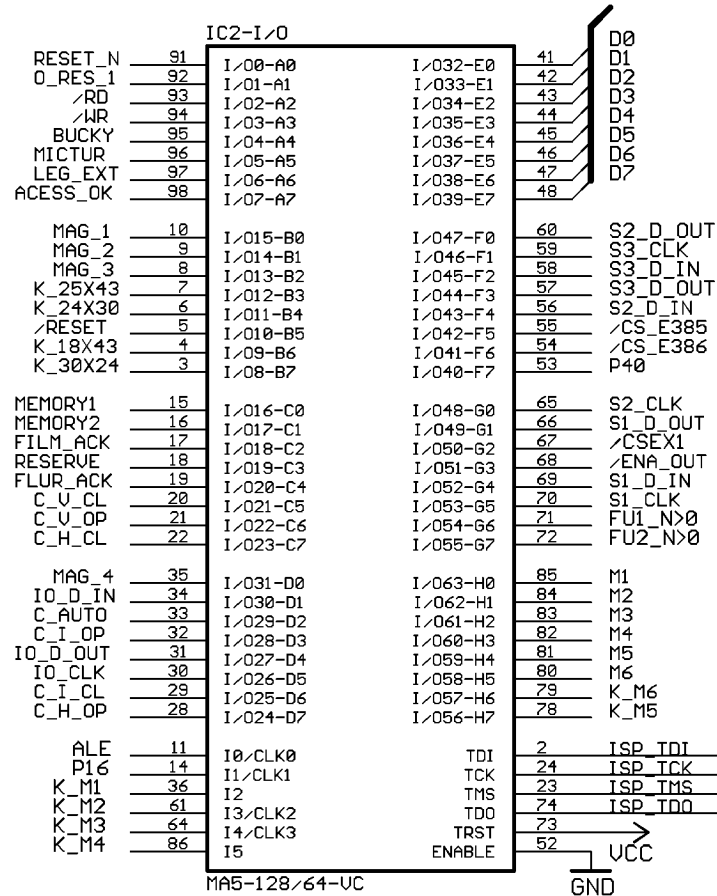 IC2-I/O
RESET_N 91 I/O0-A0 I/O32-E0 41 D0
O_RES_1 92 I/O1-A1 I/O33-E1 42 D1
/RD 93 I/O2-A2 I/O34-E2 43 D2
/WR 94 I/O3-A3 I/O35-E3 44 D3
BUCKY 95 I/O4-A4 I/O36-E4 45 D4
MICTUR 96 I/O5-A5 I/O37-E5 46 D5
LEG_EXT 97 I/O6-A6 I/O38-E6 47 D6
ACESS_OK 98 I/O7-A7 I/O39-E7 48 D7
MAG_1 10 I/O15-B0 I/O47-F0 60 S2_D_OUT
MAG_2 9 I/O14-B1 I/O46-F1 59 S3_CLK
MAG_3 8 I/O13-B2 I/O45-F2 58 S3_D_IN
K_25X43 7 I/O12-B3 I/O44-F3 57 S3_D_OUT
K_24X30 6 I/O11-B4 I/O43-F4 56 S2_D_IN
/RESET 5 I/O10-B5 I/O42-F5 55 /CS_E385
K_18X43 4 I/O9-B6 I/O41-F6 54 /CS_E386
K_30X24 3 I/O8-B7 I/O40-F7 53 P40
MEMORY1 15 I/O16-C0 I/O48-G0 65 S2_CLK
MEMORY2 16 I/O17-C1 I/O49-G1 66 S1_D_OUT
FILM_ACK 17 I/O18-C2 I/O50-G2 67 /CSEX1
RESERVE 18 I/O19-C3 I/O51-G3 68 /ENA_OUT
FLUR_ACK 19 I/O20-C4 I/O52-G4 69 S1_D_IN
C_V_CL 20 I/O21-C5 I/O53-G5 70 S1_CLK
C_V_OP 21 I/O22-C6 I/O54-G6 71 FU1_N>0
C_H_CL 22 I/O23-C7 I/O55-G7 72 FU2_N>0
MAG_4 35 I/O31-D0 I/O63-H0 85 M1
IO_D_IN 34 I/O30-D1 I/O62-H1 84 M2
C_AUTO 33 I/O29-D2 I/O61-H2 83 M3
C_I_OP 32 I/O28-D3 I/O60-H3 82 M4
IO_D_OUT 31 I/O27-D4 I/O59-H4 81 M5
IO_CLK 30 I/O26-D5 I/O58-H5 80 M6
C_I_CL 29 I/O25-D6 I/O57-H6 79 K_M6
C_H_OP 28 I/O24-D7 I/O56-H7 78 K_M5
ALE 11 I0/CLK0 TDI 2 ISP_TDI
P16 14 I1/CLK1 TCK 24 ISP_TCK
K_M1 36 I2 TMS 23 ISP_TMS
K_M2 61 I3/CLK2 TDO 74 ISP_TDO
K_M3 64 I4/CLK3 TRST 73 VCC
K_M4 86 I5 ENABLE 52
MA5-128/64-VC GND